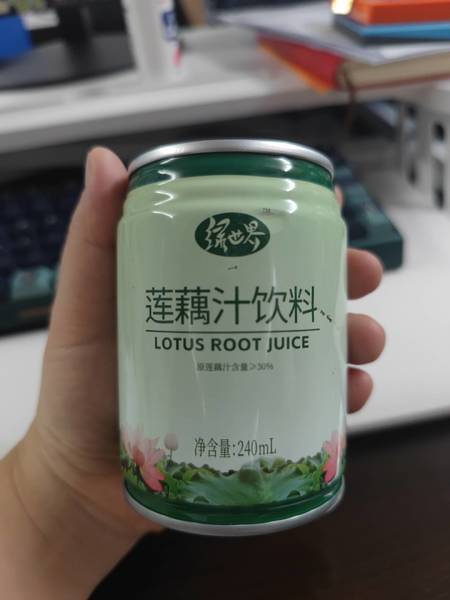 绿世界
TM
莲藕汁饮料
LOTUS ROOT JUICE
原莲藕汁含量≥30%
净含量:240mL